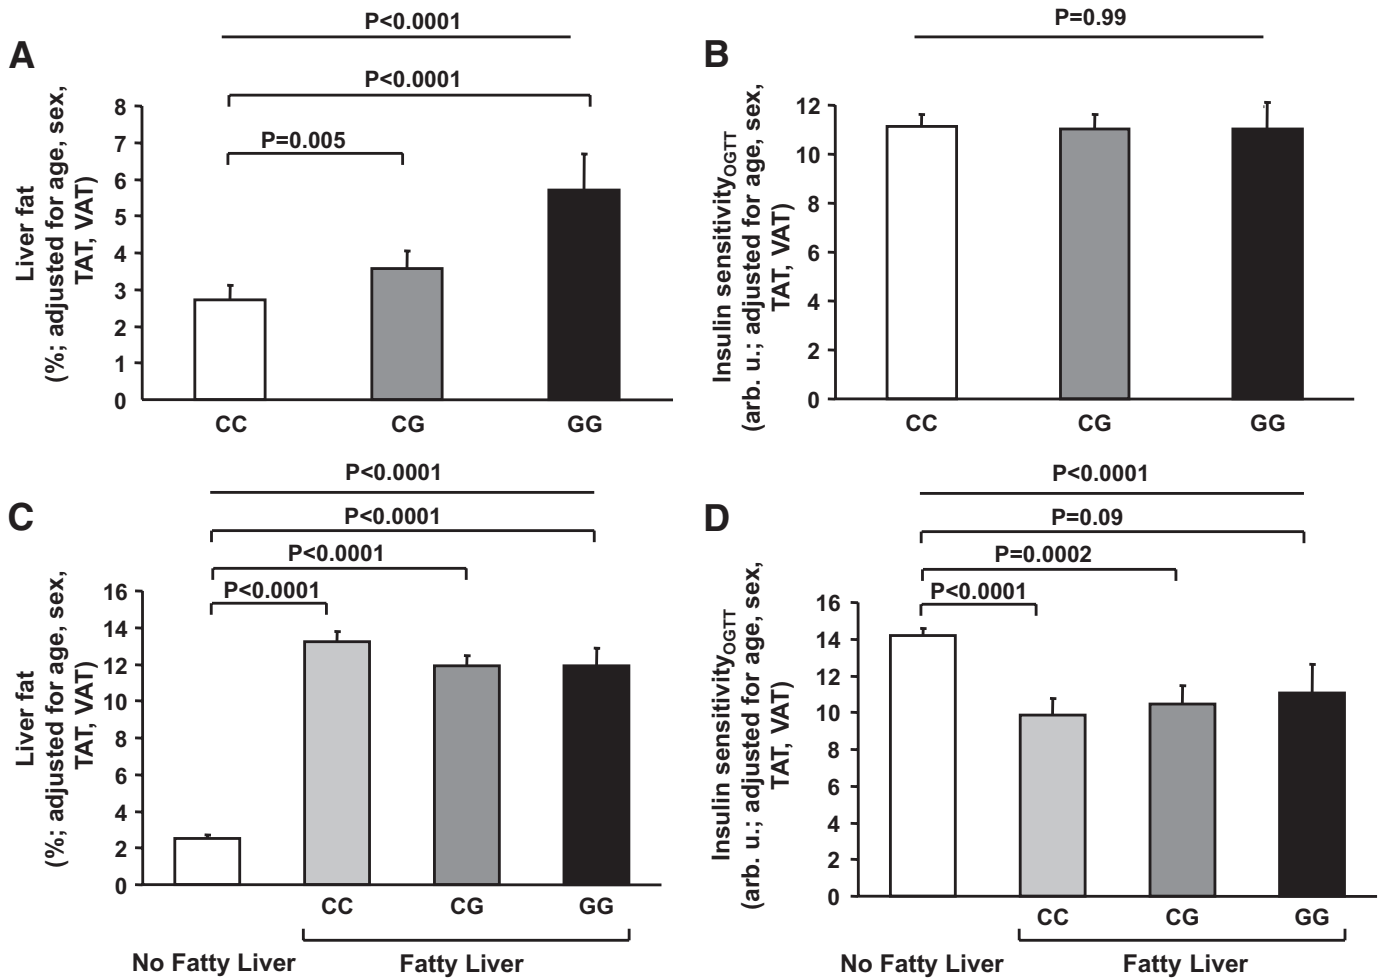 A
P<0.0001
P<0.0001
P=0.005
Liver fat
(%; adjusted for age, sex,
TAT, VAT)
8
7
6
5
4
3
2
1
0
CC CG GG
B
P=0.99
Insulin sensitivityOGTT
(arb. u.; adjusted for age, sex,
TAT, VAT)
12
10
8
6
4
2
0
CC CG GG
C
P<0.0001
P<0.0001
P<0.0001
P<0.0001
Liver fat
(%; adjusted for age, sex,
TAT, VAT)
16
14
12
10
8
6
4
2
0
CC CG GG
No Fatty Liver Fatty Liver
D
P<0.0001
P=0.09
P=0.0002
P<0.0001
Insulin sensitivityOGTT
(arb. u.; adjusted for age, sex,
TAT, VAT)
16
14
12
10
8
6
4
2
0
CC CG GG
No Fatty Liver Fatty Liver